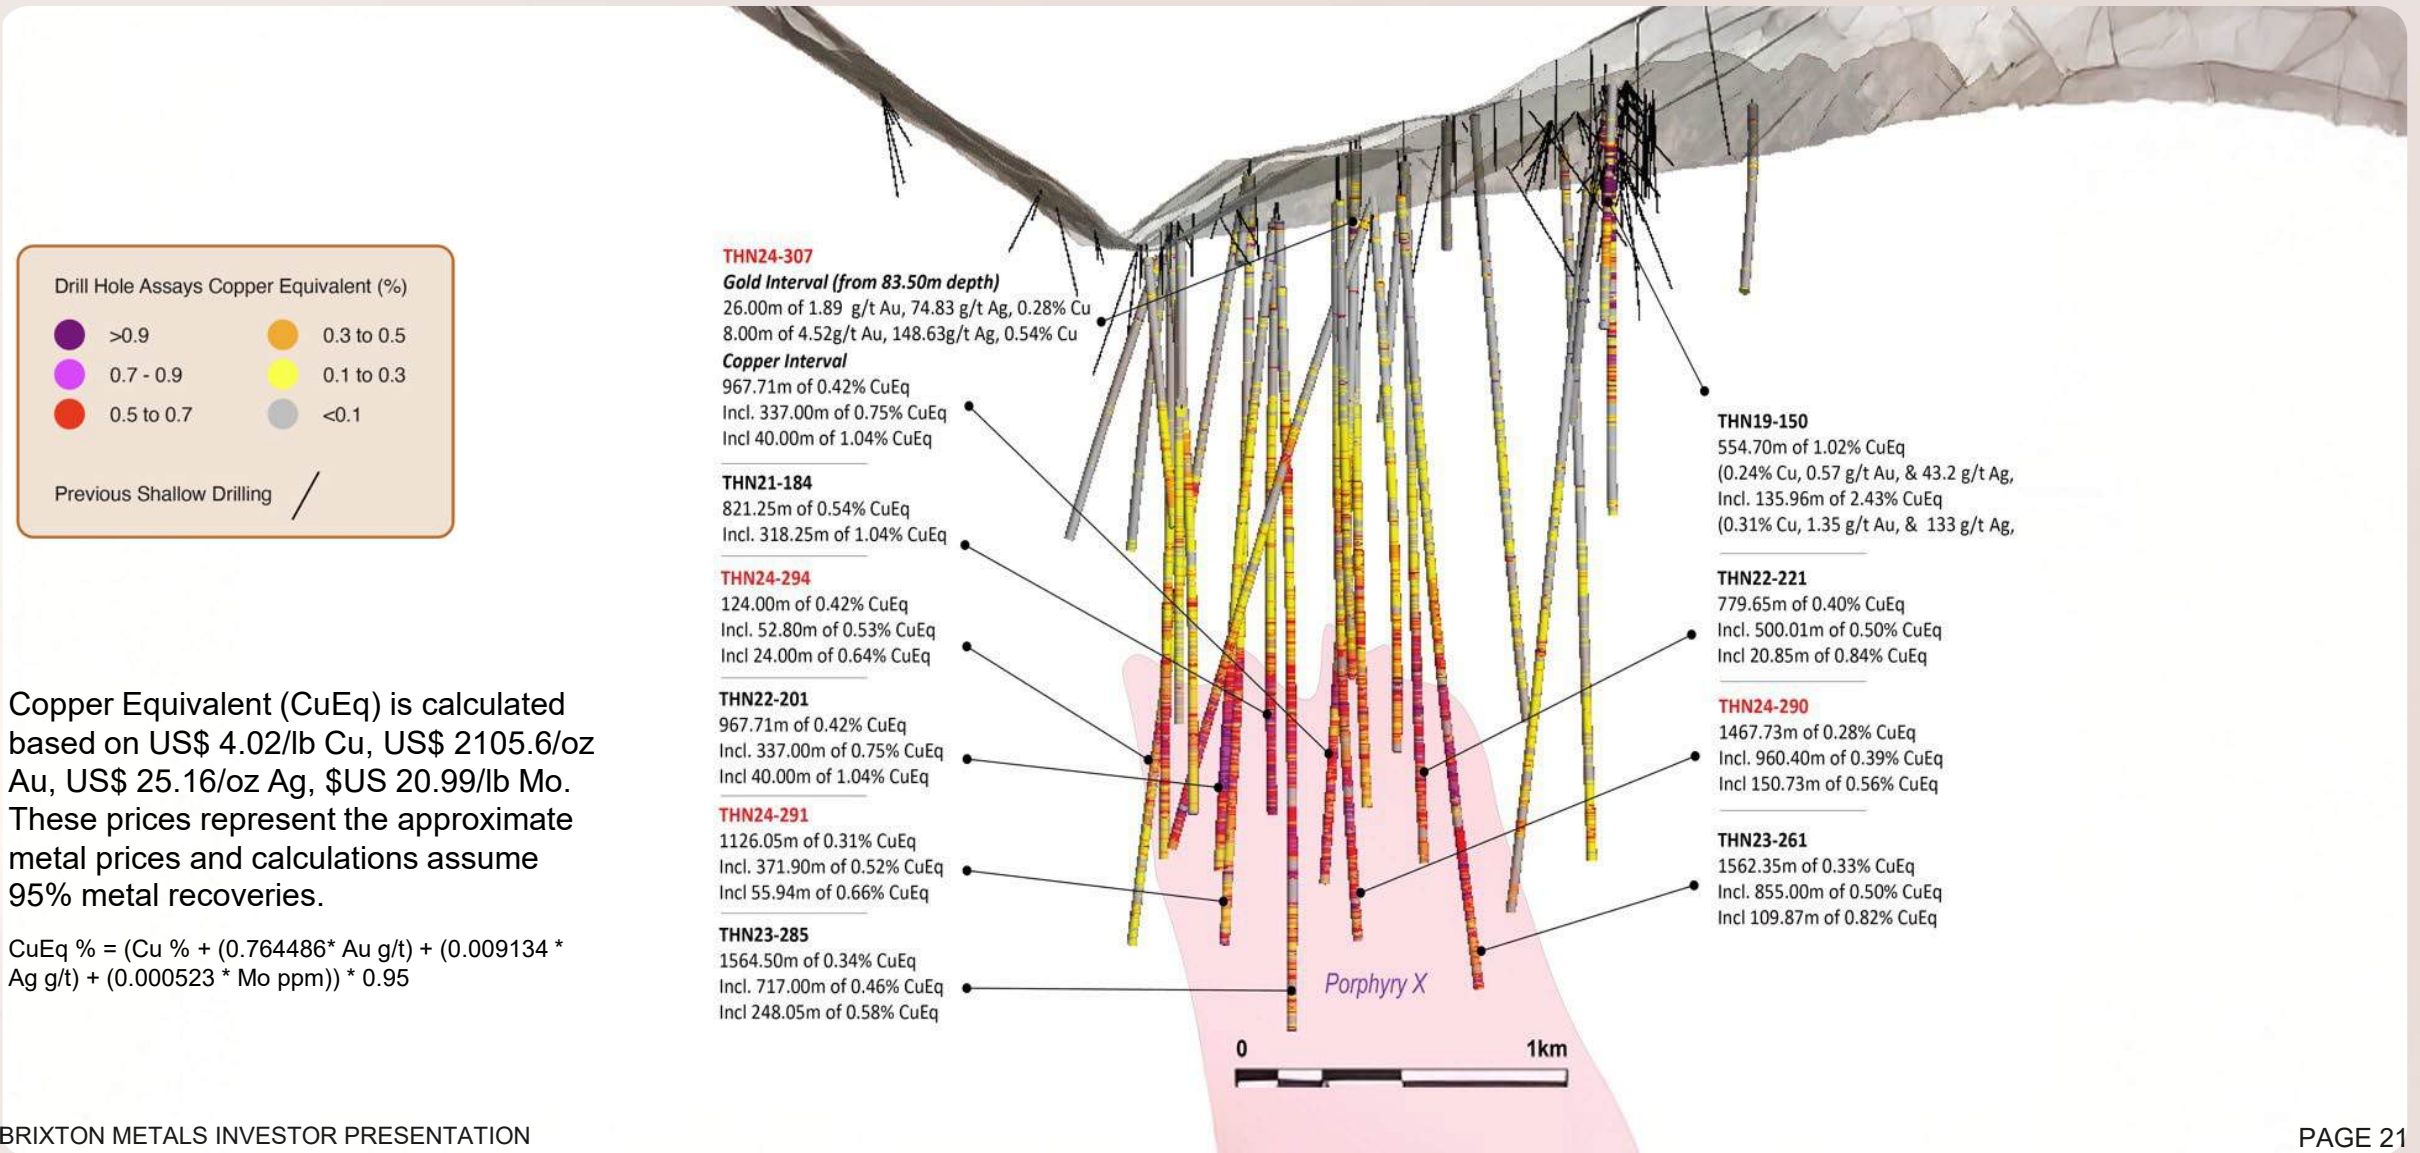 Drill Hole Assays Copper Equivalent (%)
>0.9
0.3 to 0.5
0.7 - 0.9
0.1 to 0.3
0.5 to 0.7
<0.1
Previous Shallow Drilling
Copper Equivalent (CuEq) is calculated
based on US$ 4.02/lb Cu, US$ 2105.6/oz
Au, US$ 25.16/oz Ag, $US 20.99/lb Mo.
These prices represent the approximate
metal prices and calculations assume
95% metal recoveries.
CuEq % = (Cu % + (0.764486* Au g/t) + (0.009134 *
Ag g/t) + (0.000523 * Mo ppm)) * 0.95
THN24-307
Gold Interval (from 83.50m depth)
26.00m of 1.89 g/t Au, 74.83 g/t Ag, 0.28% Cu
8.00m of 4.52g/t Au, 148.63g/t Ag, 0.54% Cu
Copper Interval
967.71m of 0.42% CuEq
Incl. 337.00m of 0.75% CuEq
Incl 40.00m of 1.04% CuEq
THN21-184
821.25m of 0.54% CuEq
Incl. 318.25m of 1.04% CuEq
THN24-294
124.00m of 0.42% CuEq
Incl. 52.80m of 0.53% CuEq
Incl 24.00m of 0.64% CuEq
THN22-201
967.71m of 0.42% CuEq
Incl. 337.00m of 0.75% CuEq
Incl 40.00m of 1.04% CuEq
THN24-291
1126.05m of 0.31% CuEq
Incl. 371.90m of 0.52% CuEq
Incl 55.94m of 0.66% CuEq
THN23-285
1564.50m of 0.34% CuEq
Incl. 717.00m of 0.46% CuEq
Incl 248.05m of 0.58% CuEq
THN19-150
554.70m of 1.02% CuEq
(0.24% Cu, 0.57 g/t Au, & 43.2 g/t Ag,
Incl. 135.96m of 2.43% CuEq
(0.31% Cu, 1.35 g/t Au, & 133 g/t Ag,
THN22-221
779.65m of 0.40% CuEq
Incl. 500.01m of 0.50% CuEq
Incl 20.85m of 0.84% CuEq
THN24-290
1467.73m of 0.28% CuEq
Incl. 960.40m of 0.39% CuEq
Incl 150.73m of 0.56% CuEq
THN23-261
1562.35m of 0.33% CuEq
Incl. 855.00m of 0.50% CuEq
Incl 109.87m of 0.82% CuEq
Porphyry X
0 1km
BRIXTON METALS INVESTOR PRESENTATION
PAGE 21